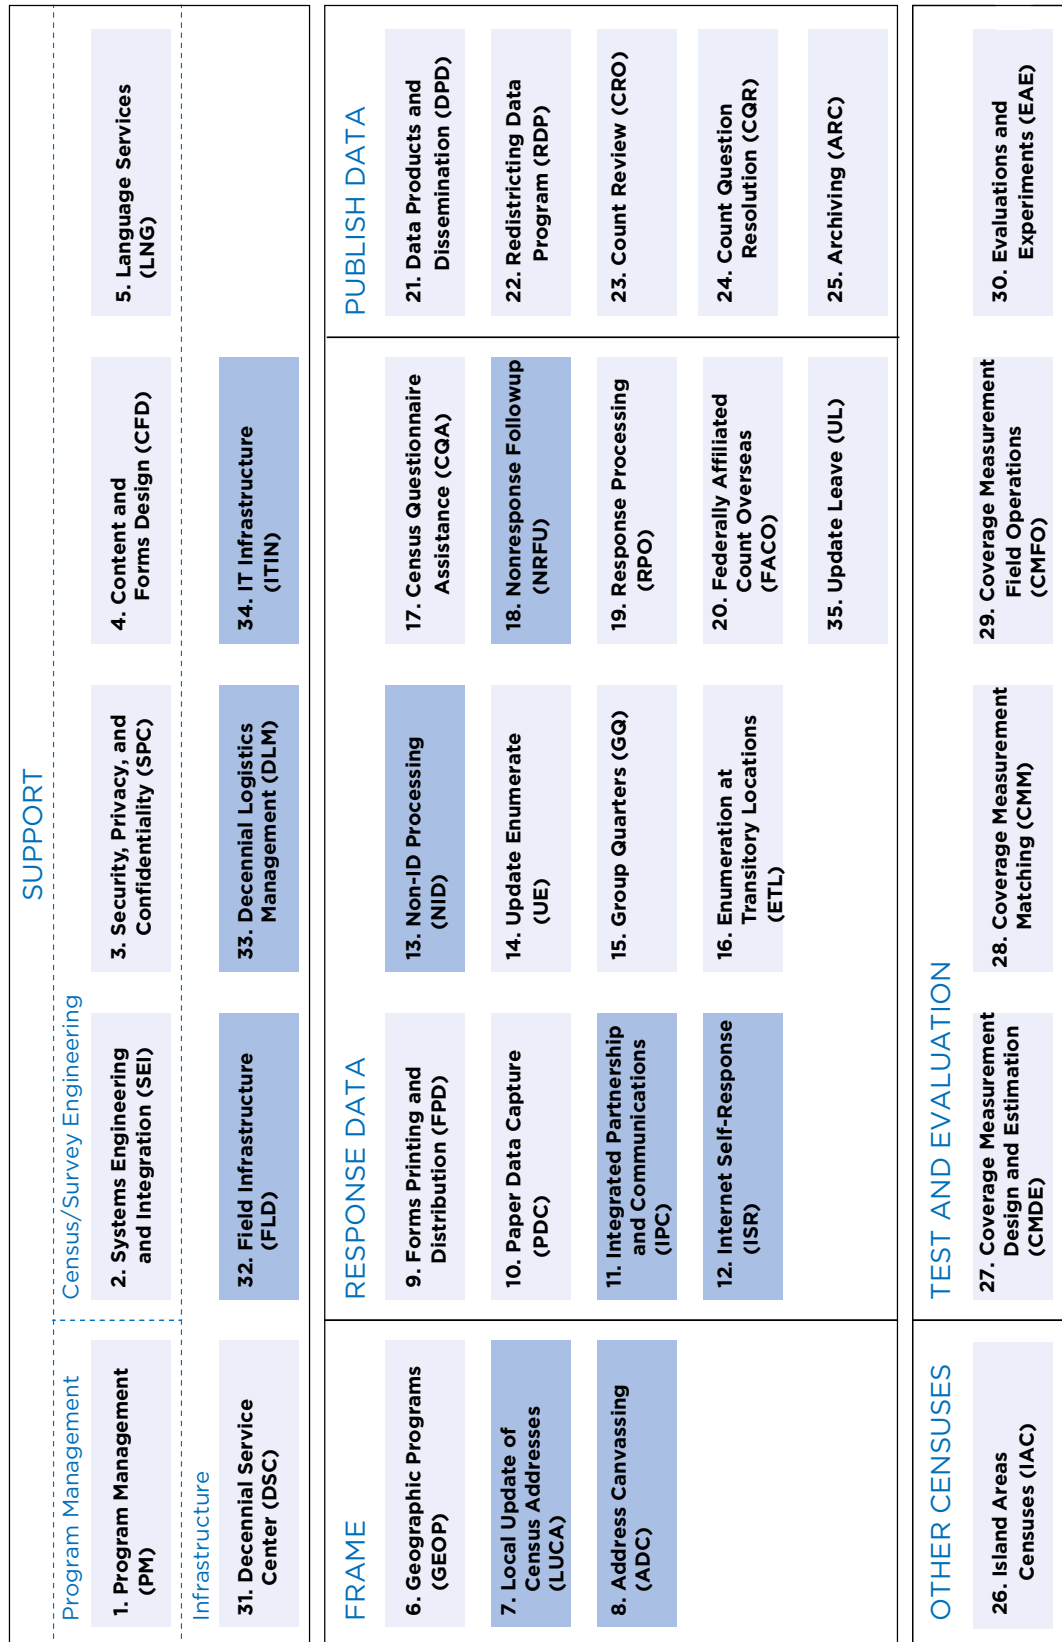 SUPPORT
Program Management
1. Program Management
(PM)
Census/Survey Engineering
2. Systems Engineering
and Integration (SEI)
3. Security, Privacy, and
Confidentiality (SPC)
4. Content and
Forms Design (CFD)
5. Language Services
(LNG)
Infrastructure
31. Decennial Service
Center (DSC)
32. Field Infrastructure
(FLD)
33. Decennial Logistics
Management (DLM)
34. IT Infrastructure
(ITIN)
FRAME
6. Geographic Programs
(GEOP)
7. Local Update of
Census Addresses
(LUCA)
8. Address Canvassing
(ADC)
RESPONSE DATA
9. Forms Printing and
Distribution (FPD)
10. Paper Data Capture
(PDC)
11. Integrated Partnership
and Communications
(IPC)
12. Internet Self-Response
(ISR)
13. Non-ID Processing
(NID)
14. Update Enumerate
(UE)
15. Group Quarters (GQ)
16. Enumeration at
Transitory Locations
(ETL)
17. Census Questionnaire
Assistance (CQA)
18. Nonresponse Followup
(NRFU)
19. Response Processing
(RPO)
20. Federally Affiliated
Count Overseas
(FACO)
35. Update Leave (UL)
PUBLISH DATA
21. Data Products and
Dissemination (DPD)
22. Redistricting Data
Program (RDP)
23. Count Review (CRO)
24. Count Question
Resolution (CQR)
25. Archiving (ARC)
OTHER CENSUSES
26. Island Areas
Censuses (IAC)
TEST AND EVALUATION
27. Coverage Measurement
Design and Estimation
(CMDE)
28. Coverage Measurement
Matching (CMM)
29. Coverage Measurement
Field Operations
(CMFO)
30. Evaluations and
Experiments (EAE)